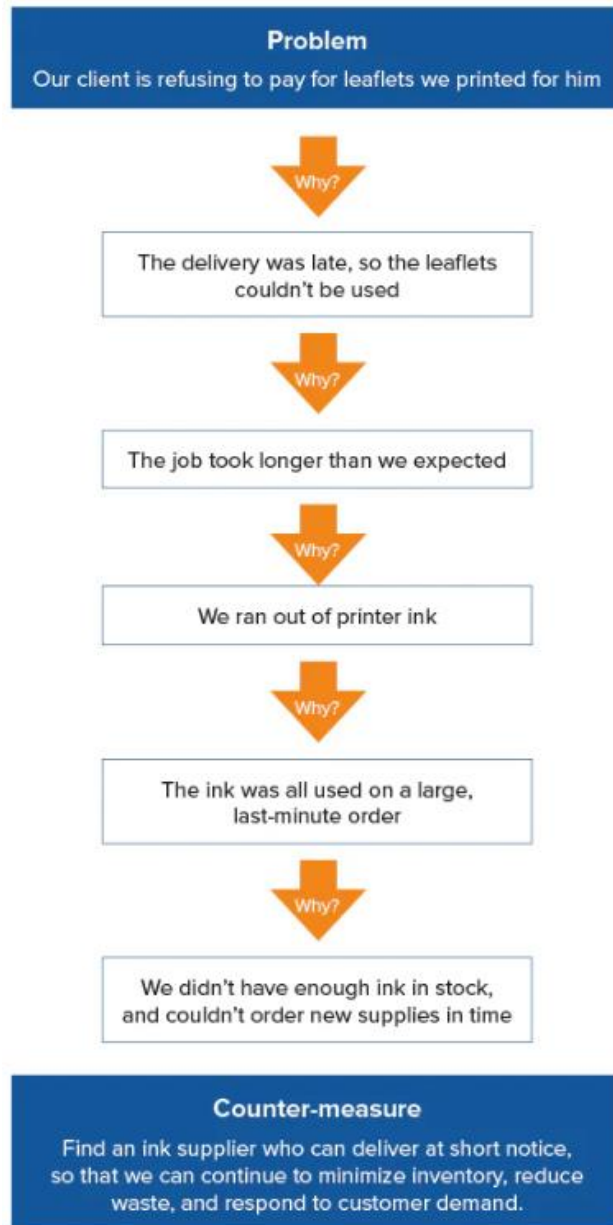 Problem
Our client is refusing to pay for leaflets we printed for him
Why?
The delivery was late, so the leaflets
couldn't be used
Why?
The job took longer than we expected
Why?
We ran out of printer ink
Why?
The ink was all used on a large,
last-minute order
Why?
We didn't have enough ink in stock,
and couldn't order new supplies in time
Counter-measure
Find an ink supplier who can deliver at short notice,
so that we can continue to minimize inventory, reduce
waste, and respond to customer demand.